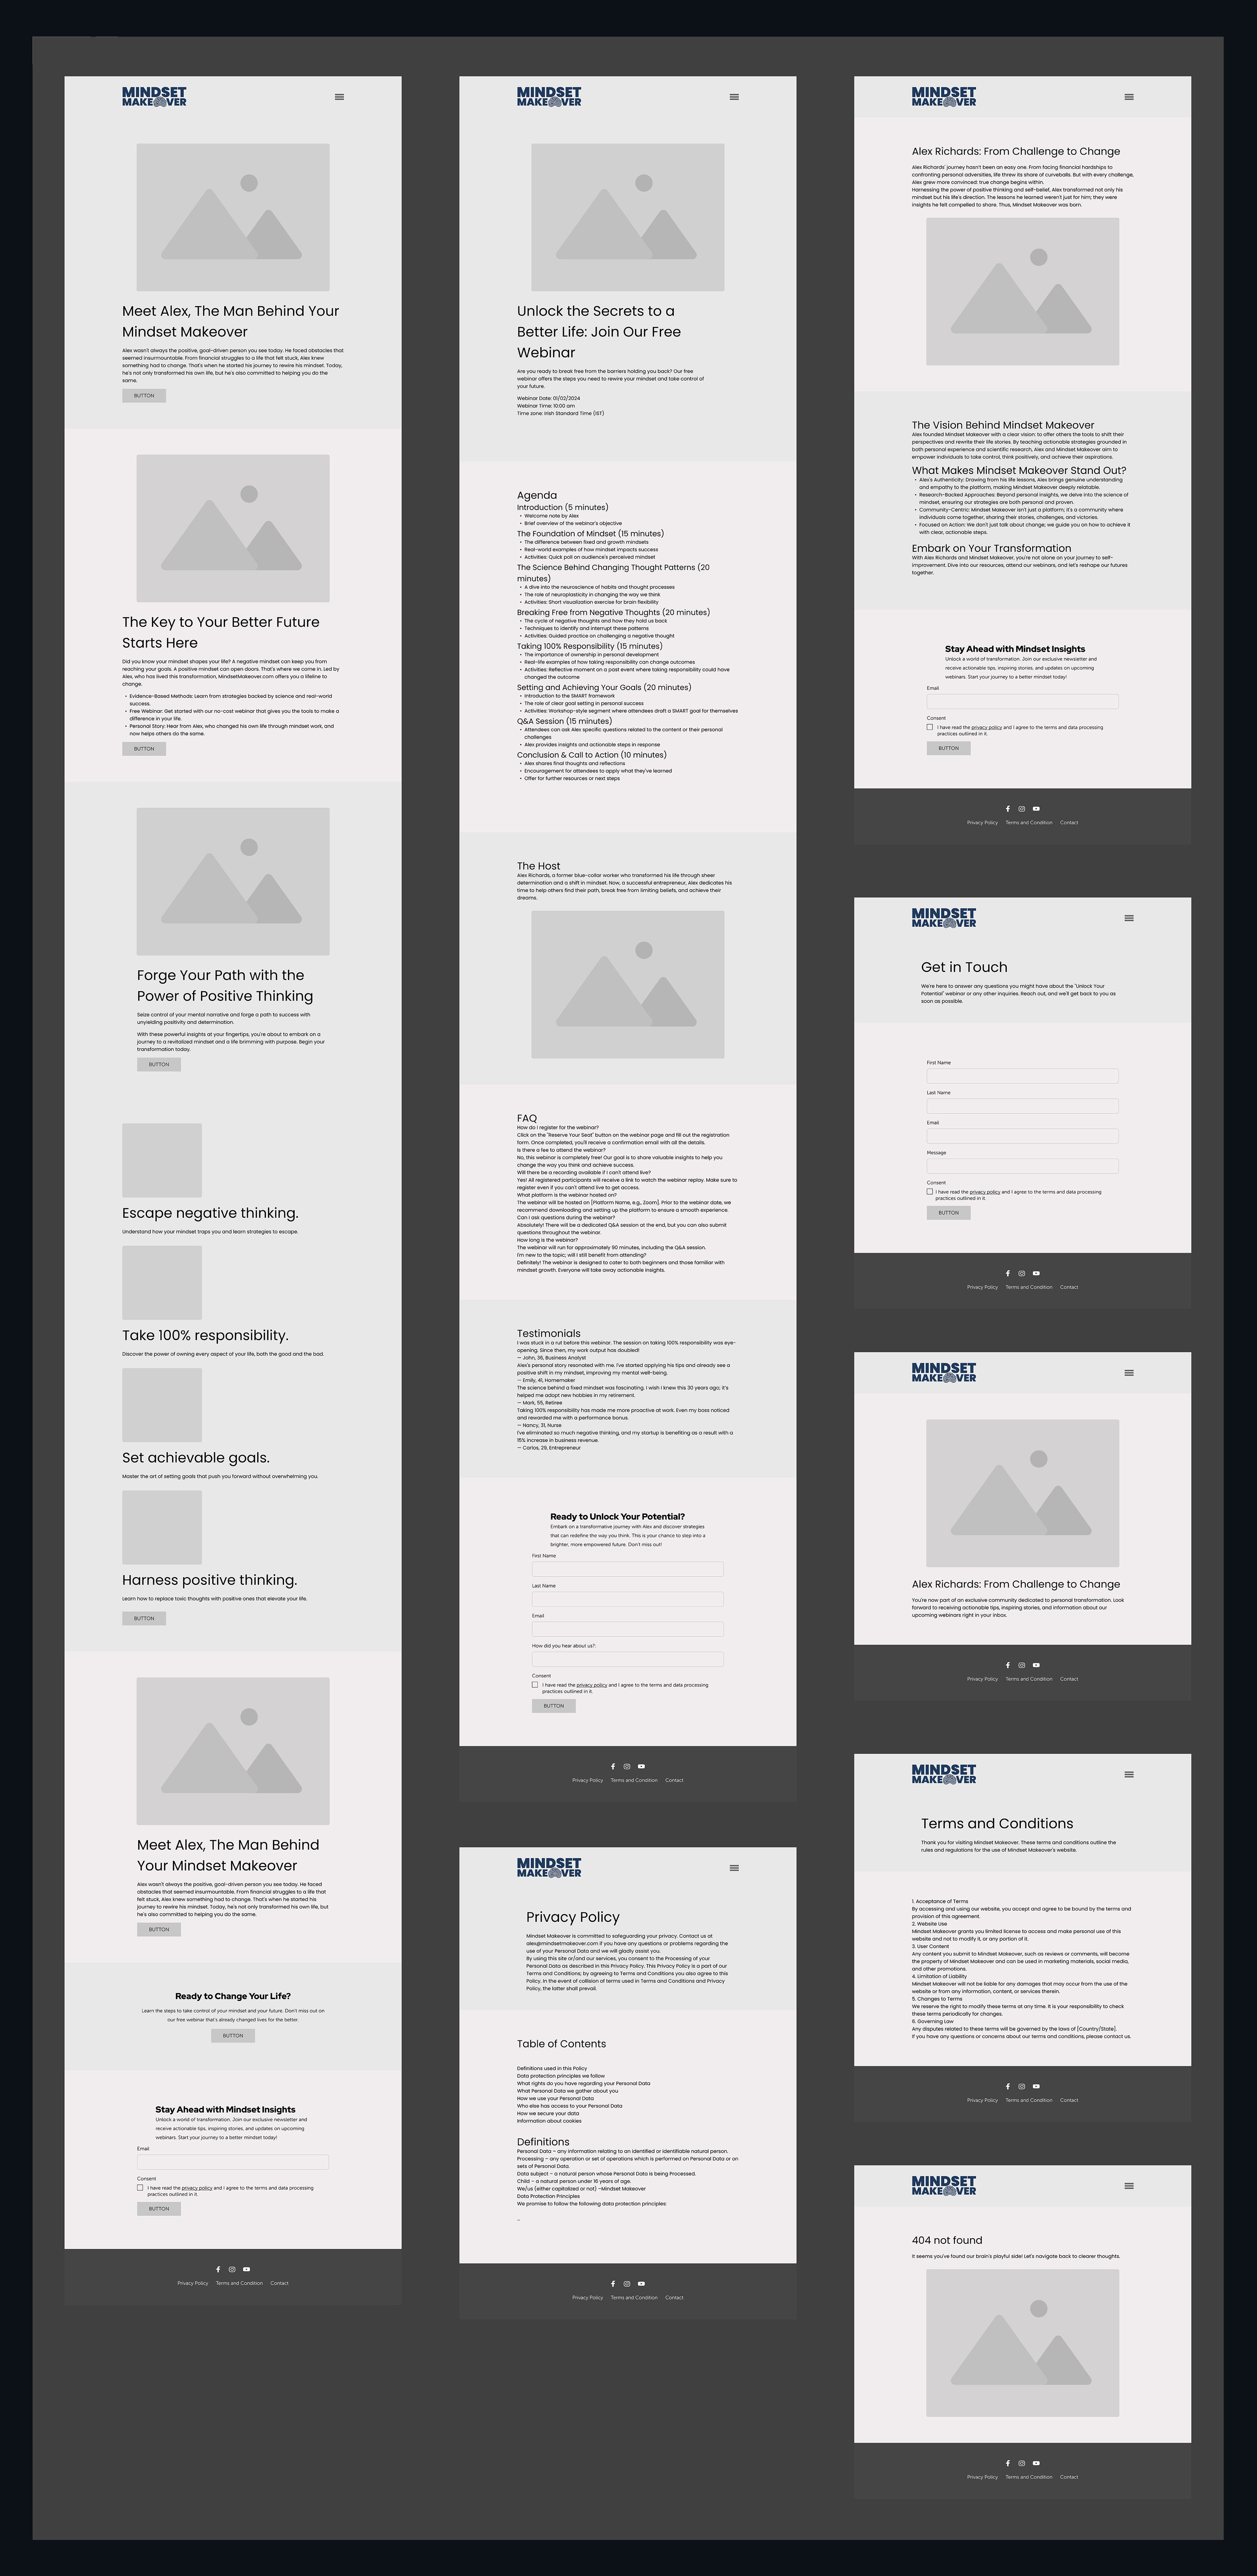 MINDSET
MAKEOVER
Meet Alex, The Man Behind Your
Mindset Makeover
Alex wasn't always the positive, goal-driven person you see today. He faced obstacles that
seemed insurmountable. From financial struggles to a life that felt stuck, Alex knew
something had to change. That's when he started his journey to rewire his mindset. Today,
he's not only transformed his own life, but he's also committed to helping you do the
same.
BUTTON
The Key to Your Better Future
Starts Here
Did you know your mindset shapes your life? A negative mindset can keep you from
reaching your goals. A positive mindset can open doors. That's where we come in. Led by
Alex, who has lived this transformation, MindsetMakeover.com offers you a lifeline to
change.
• Evidence-Based Methods: Learn from strategies backed by science and real-world
success.
• Free Webinar: Get started with our no-cost webinar that gives you the tools to make a
difference in your life.
• Personal Story: Hear from Alex, who changed his own life through mindset work, and
now helps others do the same.
BUTTON
Forge Your Path with the
Power of Positive Thinking
Seize control of your mental narrative and forge a path to success with
unyielding positivity and determination.
With these powerful insights at your fingertips, you're about to embark on a
journey to a revitalized mindset and a life brimming with purpose. Begin your
transformation today.
BUTTON
Escape negative thinking.
Understand how your mindset traps you and learn strategies to escape.
Take 100% responsibility.
Discover the power of owning every aspect of your life, both the good and the bad.
Set achievable goals.
Master the art of setting goals that push you forward without overwhelming you.
Harness positive thinking.
Learn how to replace toxic thoughts with positive ones that elevate your life.
BUTTON
Meet Alex, The Man Behind
Your Mindset Makeover
Alex wasn't always the positive, goal-driven person you see today. He faced
obstacles that seemed insurmountable. From financial struggles to a life that
felt stuck, Alex knew something had to change. That's when he started his
journey to rewire his mindset. Today, he's not only transformed his own life, but
he's also committed to helping you do the same.
BUTTON
Ready to Change Your Life?
Learn the steps to take control of your mindset and your future. Don't miss out on
our free webinar that's already changed lives for the better.
BUTTON
Stay Ahead with Mindset Insights
Unlock a world of transformation. Join our exclusive newsletter and
receive actionable tips, inspiring stories, and updates on upcoming
webinars. Start your journey to a better mindset today!
Email
Consent
I have read the privacy policy and I agree to the terms and data processing
practices outlined in it.
BUTTON
Privacy Policy Terms and Condition Contact
MINDSET
MAKEOVER
Unlock the Secrets to a
Better Life: Join Our Free
Webinar
Are you ready to break free from the barriers holding you back? Our free
webinar offers the steps you need to rewire your mindset and take control of
your future.
Webinar Date: 01/02/2024
Webinar Time: 10:00 am
Time zone: Irish Standard Time (IST)
Agenda
Introduction (5 minutes)
• Welcome note by Alex
• Brief overview of the webinar's objective
The Foundation of Mindset (15 minutes)
• The difference between fixed and growth mindsets
• Real-world examples of how mindset impacts success
• Activities: Quick poll on audience's perceived mindset
The Science Behind Changing Thought Patterns (20
minutes)
• A dive into the neuroscience of habits and thought processes
• The role of neuroplasticity in changing the way we think
• Activities: Short visualization exercise for brain flexibility
Breaking Free from Negative Thoughts (20 minutes)
• The cycle of negative thoughts and how they hold us back
• Techniques to identify and interrupt these patterns
• Activities: Guided practice on challenging a negative thought
Taking 100% Responsibility (15 minutes)
• The importance of ownership in personal development
• Real-life examples of how taking responsibility can change outcomes
• Activities: Reflective moment on a past event where taking responsibility could have
changed the outcome
Setting and Achieving Your Goals (20 minutes)
• Introduction to the SMART framework
• The role of clear goal setting in personal success
• Activities: Workshop-style segment where attendees draft a SMART goal for themselves
Q&A Session (15 minutes)
• Attendees can ask Alex specific questions related to the content or their personal
challenges
• Alex provides insights and actionable steps in response
Conclusion & Call to Action (10 minutes)
• Alex shares final thoughts and reflections
• Encouragement for attendees to apply what they've learned
• Offer for further resources or next steps
The Host
Alex Richards, a former blue-collar worker who transformed his life through sheer
determination and a shift in mindset. Now, a successful entrepreneur, Alex dedicates his
time to help others find their path, break free from limiting beliefs, and achieve their
dreams.
FAQ
How do I register for the webinar?
Click on the "Reserve Your Seat" button on the webinar page and fill out the registration
form. Once completed, you'll receive a confirmation email with all the details.
Is there a fee to attend the webinar?
No, this webinar is completely free! Our goal is to share valuable insights to help you
change the way you think and achieve success.
Will there be a recording available if I can't attend live?
Yes! All registered participants will receive a link to watch the webinar replay. Make sure to
register even if you can't attend live to get access.
What platform is the webinar hosted on?
The webinar will be hosted on [Platform Name, e.g., Zoom]. Prior to the webinar date, we
recommend downloading and setting up the platform to ensure a smooth experience.
Can I ask questions during the webinar?
Absolutely! There will be a dedicated Q&A session at the end, but you can also submit
questions throughout the webinar.
How long is the webinar?
The webinar will run for approximately 90 minutes, including the Q&A session.
I'm new to the topic; will I still benefit from attending?
Definitely! The webinar is designed to cater to both beginners and those familiar with
mindset growth. Everyone will take away actionable insights.
Testimonials
I was stuck in a rut before this webinar. The session on taking 100% responsibility was eye-
opening. Since then, my work output has doubled!
— John, 36, Business Analyst
Alex's personal story resonated with me. I've started applying his tips and already see a
positive shift in my mindset, improving my mental well-being.
— Emily, 41, Homemaker
The science behind a fixed mindset was fascinating. I wish I knew this 30 years ago; it's
helped me adopt new hobbies in my retirement.
— Mark, 55, Retiree
Taking 100% responsibility has made me more proactive at work. Even my boss noticed
and rewarded me with a performance bonus.
— Nancy, 31, Nurse
I've eliminated so much negative thinking, and my startup is benefiting as a result with a
15% increase in business revenue.
— Carlos, 29, Entrepreneur
Ready to Unlock Your Potential?
Embark on a transformative journey with Alex and discover strategies
that can redefine the way you think. This is your chance to step into a
brighter, more empowered future. Don't miss out!
First Name
Last Name
Email
How did you hear about us?:
Consent
I have read the privacy policy and I agree to the terms and data processing
practices outlined in it.
BUTTON
Privacy Policy Terms and Condition Contact
MINDSET
MAKEOVER
Privacy Policy
Mindset Makeover is committed to safeguarding your privacy. Contact us at
alex@mindsetmakeover.com if you have any questions or problems regarding the
use of your Personal Data and we will gladly assist you.
By using this site or/and our services, you consent to the Processing of your
Personal Data as described in this Privacy Policy. This Privacy Policy is a part of our
Terms and Conditions; by agreeing to Terms and Conditions you also agree to this
Policy. In the event of collision of terms used in Terms and Conditions and Privacy
Policy, the latter shall prevail.
Table of Contents
Definitions used in this Policy
Data protection principles we follow
What rights do you have regarding your Personal Data
What Personal Data we gather about you
How we use your Personal Data
Who else has access to your Personal Data
How we secure your data
Information about cookies
Definitions
Personal Data – any information relating to an identified or identifiable natural person.
Processing – any operation or set of operations which is performed on Personal Data or on
sets of Personal Data.
Data subject – a natural person whose Personal Data is being Processed.
Child – a natural person under 16 years of age.
We/us (either capitalized or not) –Mindset Makeover
Data Protection Principles
We promise to follow the following data protection principles:
Privacy Policy Terms and Condition Contact
MINDSET
MAKEOVER
Alex Richards: From Challenge to Change
Alex Richards' journey hasn't been an easy one. From facing financial hardships to
confronting personal adversities, life threw its share of curveballs. But with every challenge,
Alex grew more convinced: true change begins within.
Harnessing the power of positive thinking and self-belief, Alex transformed not only his
mindset but his life's direction. The lessons he learned weren't just for him; they were
insights he felt compelled to share. Thus, Mindset Makeover was born.
The Vision Behind Mindset Makeover
Alex founded Mindset Makeover with a clear vision: to offer others the tools to shift their
perspectives and rewrite their life stories. By teaching actionable strategies grounded in
both personal experience and scientific research, Alex and Mindset Makeover aim to
empower individuals to take control, think positively, and achieve their aspirations.
What Makes Mindset Makeover Stand Out?
• Alex's Authenticity: Drawing from his life lessons, Alex brings genuine understanding
and empathy to the platform, making Mindset Makeover deeply relatable.
• Research-Backed Approaches: Beyond personal insights, we delve into the science of
mindset, ensuring our strategies are both personal and proven.
• Community-Centric: Mindset Makeover isn't just a platform; it's a community where
individuals come together, sharing their stories, challenges, and victories.
• Focused on Action: We don't just talk about change; we guide you on how to achieve it
with clear, actionable steps.
Embark on Your Transformation
With Alex Richards and Mindset Makeover, you're not alone on your journey to self-
improvement. Dive into our resources, attend our webinars, and let's reshape our futures
together.
Stay Ahead with Mindset Insights
Unlock a world of transformation. Join our exclusive newsletter and
receive actionable tips, inspiring stories, and updates on upcoming
webinars. Start your journey to a better mindset today!
Email
Consent
I have read the privacy policy and I agree to the terms and data processing
practices outlined in it.
BUTTON
Privacy Policy Terms and Condition Contact
MINDSET
MAKEOVER
Get in Touch
We're here to answer any questions you might have about the "Unlock Your
Potential" webinar or any other inquiries. Reach out, and we'll get back to you as
soon as possible.
First Name
Last Name
Email
Message
Consent
I have read the privacy policy and I agree to the terms and data processing
practices outlined in it.
BUTTON
Privacy Policy Terms and Condition Contact
MINDSET
MAKEOVER
Alex Richards: From Challenge to Change
You're now part of an exclusive community dedicated to personal transformation. Look
forward to receiving actionable tips, inspiring stories, and information about our
upcoming webinars right in your inbox.
Privacy Policy Terms and Condition Contact
MINDSET
MAKEOVER
Terms and Conditions
Thank you for visiting Mindset Makeover. These terms and conditions outline the
rules and regulations for the use of Mindset Makeover's website.
1. Acceptance of Terms
By accessing and using our website, you accept and agree to be bound by the terms and
provision of this agreement.
2. Website Use
Mindset Makeover grants you limited license to access and make personal use of this
website and not to modify it, or any portion of it.
3. User Content
Any content you submit to Mindset Makeover, such as reviews or comments, will become
the property of Mindset Makeover and can be used in marketing materials, social media,
and other promotions.
4. Limitation of Liability
Mindset Makeover will not be liable for any damages that may occur from the use of the
website or from any information, content, or services therein.
5. Changes to Terms
We reserve the right to modify these terms at any time. It is your responsibility to check
these terms periodically for changes.
6. Governing Law
Any disputes related to these terms will be governed by the laws of [Country/State].
If you have any questions or concerns about our terms and conditions, please contact us.
Privacy Policy Terms and Condition Contact
MINDSET
MAKEOVER
404 not found
It seems you've found our brain's playful side! Let's navigate back to clearer thoughts.
Privacy Policy Terms and Condition Contact